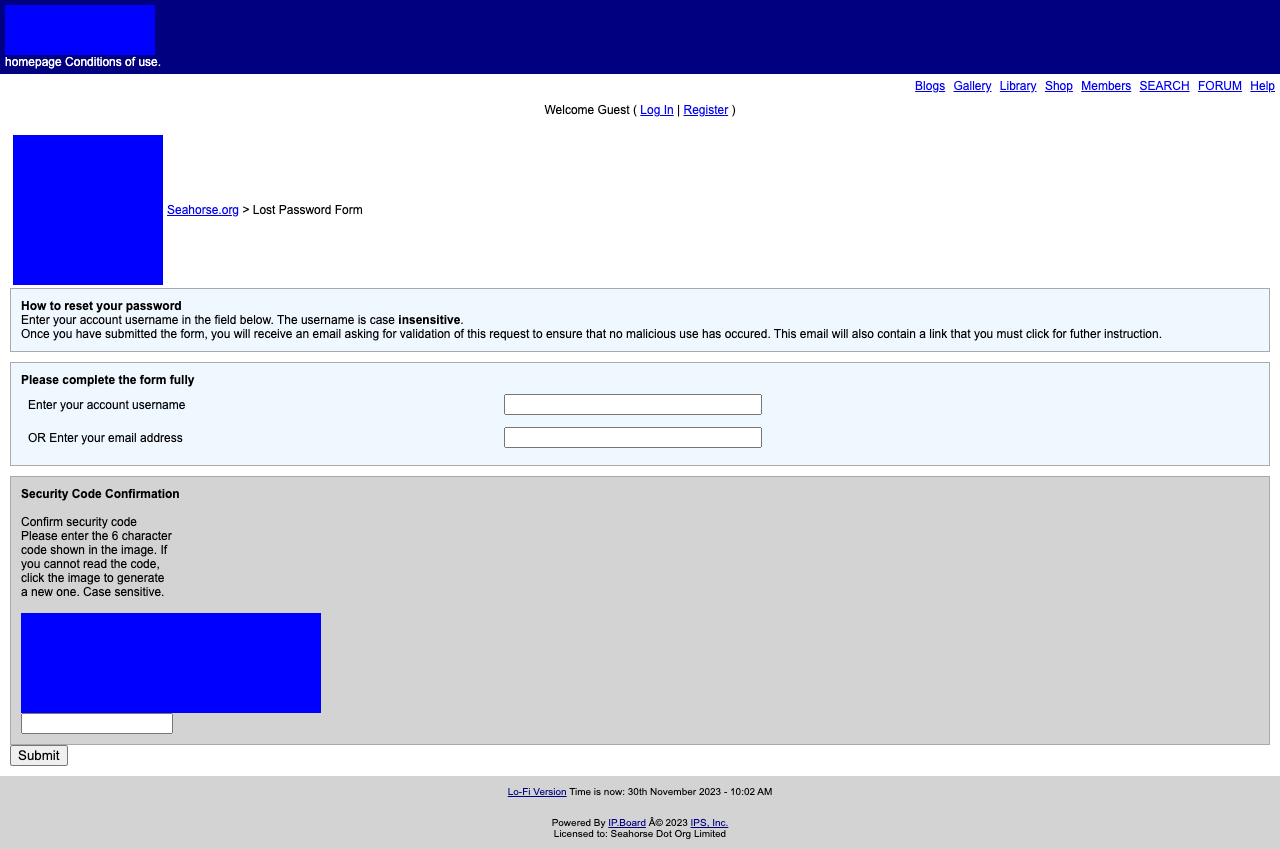 homepage Conditions of use.
Blogs Gallery Library Shop Members SEARCH FORUM Help
Welcome Guest ( Log In | Register )
Seahorse.org > Lost Password Form
How to reset your password
Enter your account username in the field below. The username is case insensitive.
Once you have submitted the form, you will receive an email asking for validation of this request to ensure that no malicious use has occured. This email will also contain a link that you must click for futher instruction.
Please complete the form fully
Enter your account username
OR Enter your email address
Security Code Confirmation
Confirm security code
Please enter the 6 character
code shown in the image. If
you cannot read the code,
click the image to generate
a new one. Case sensitive.
Submit
Lo-Fi Version Time is now: 30th November 2023 - 10:02 AM
Powered By IP.Board Â© 2023 IPS, Inc.
Licensed to: Seahorse Dot Org Limited